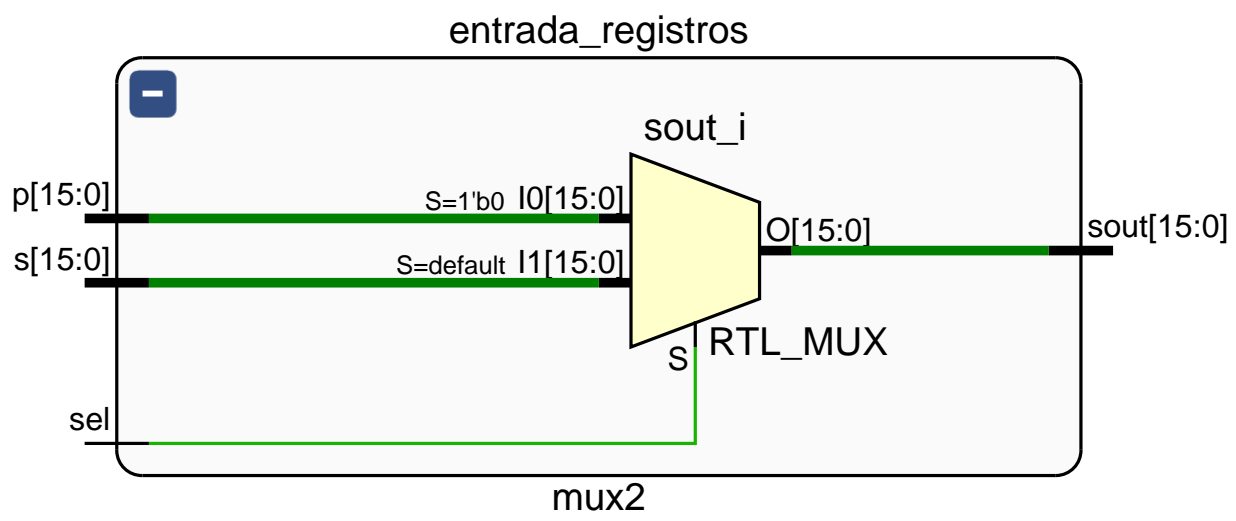 entrada_registros
sout_i
p[15:0]
S=1'b0 I0[15:0]
s[15:0]
S=default I1[15:0]
O[15:0]
sout[15:0]
S
RTL_MUX
sel
mux2